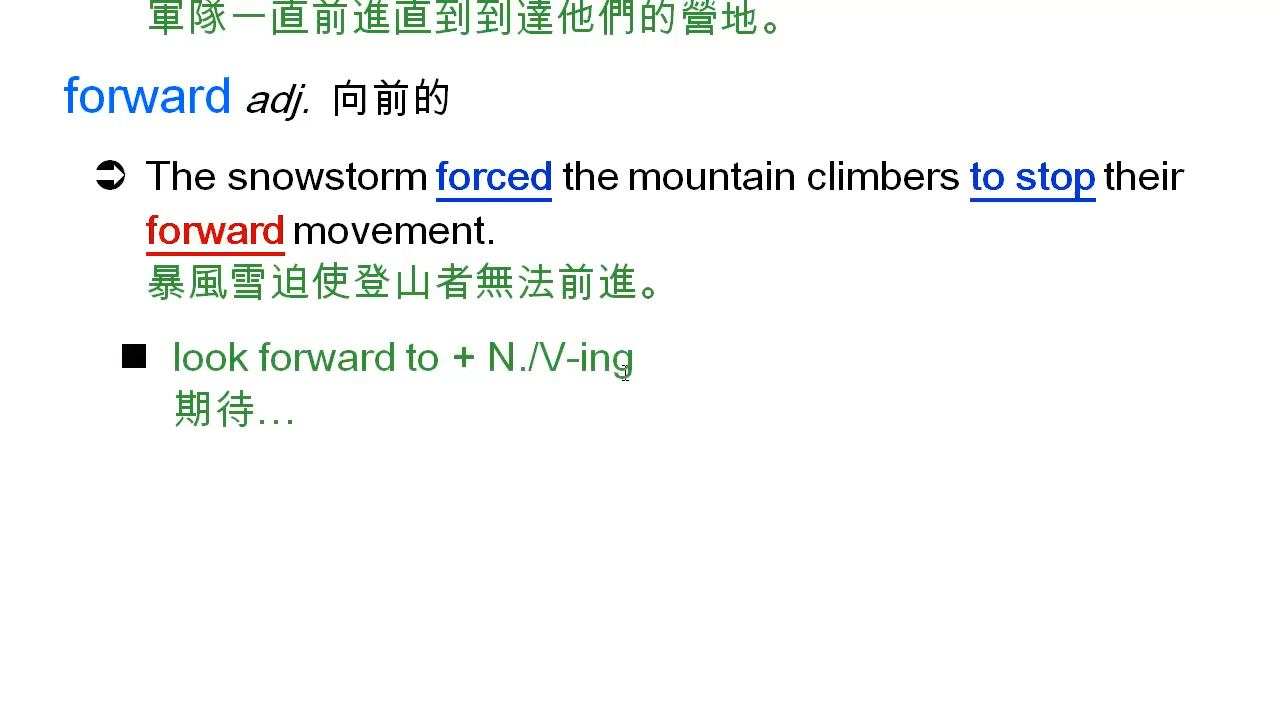 軍隊一直前進直到到達他們的營地。
forward adj. 向前的
➲ The snowstorm forced the mountain climbers to stop their
forward movement.
暴風雪迫使登山者無法前進。
■ look forward to + N./V-ing
期待…